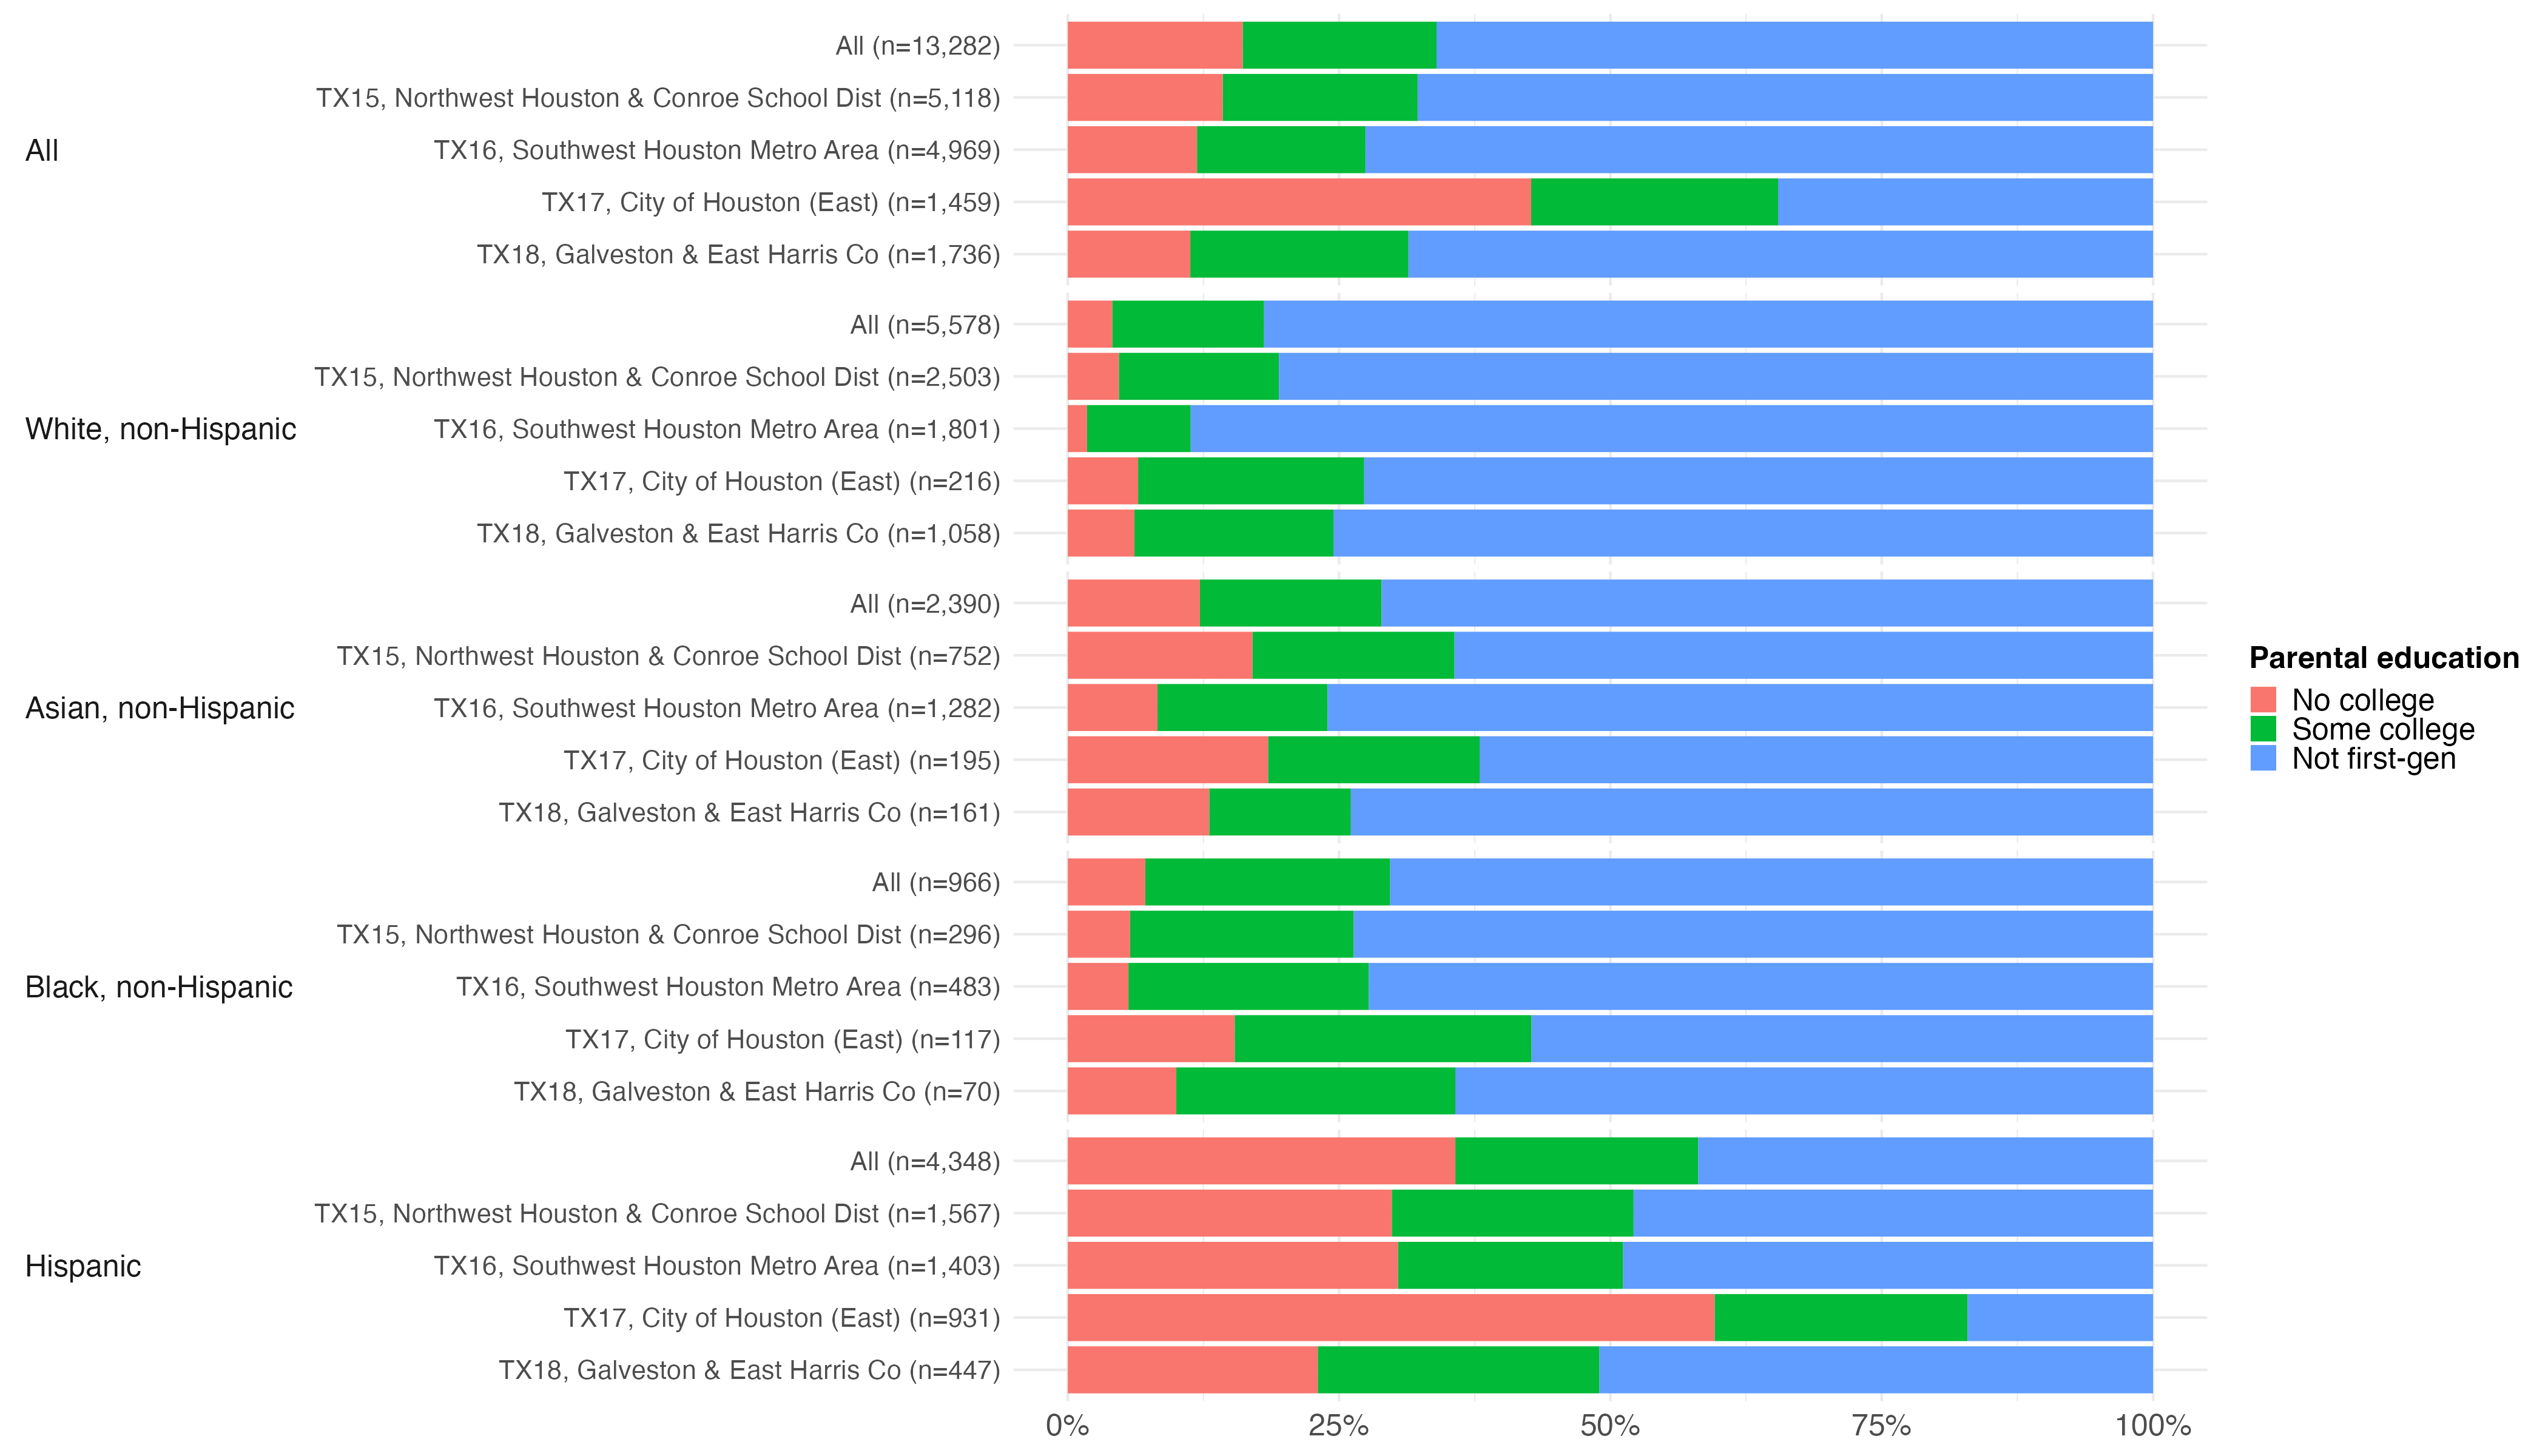 All
All (n=13,282)
TX15, Northwest Houston & Conroe School Dist (n=5,118)
TX16, Southwest Houston Metro Area (n=4,969)
TX17, City of Houston (East) (n=1,459)
TX18, Galveston & East Harris Co (n=1,736)
White, non-Hispanic
All (n=5,578)
TX15, Northwest Houston & Conroe School Dist (n=2,503)
TX16, Southwest Houston Metro Area (n=1,801)
TX17, City of Houston (East) (n=216)
TX18, Galveston & East Harris Co (n=1,058)
Asian, non-Hispanic
All (n=2,390)
TX15, Northwest Houston & Conroe School Dist (n=752)
TX16, Southwest Houston Metro Area (n=1,282)
TX17, City of Houston (East) (n=195)
TX18, Galveston & East Harris Co (n=161)
Black, non-Hispanic
All (n=966)
TX15, Northwest Houston & Conroe School Dist (n=296)
TX16, Southwest Houston Metro Area (n=483)
TX17, City of Houston (East) (n=117)
TX18, Galveston & East Harris Co (n=70)
Hispanic
All (n=4,348)
TX15, Northwest Houston & Conroe School Dist (n=1,567)
TX16, Southwest Houston Metro Area (n=1,403)
TX17, City of Houston (East) (n=931)
TX18, Galveston & East Harris Co (n=447)
0% 25% 50% 75% 100%
Parental education
No college
Some college
Not first-gen